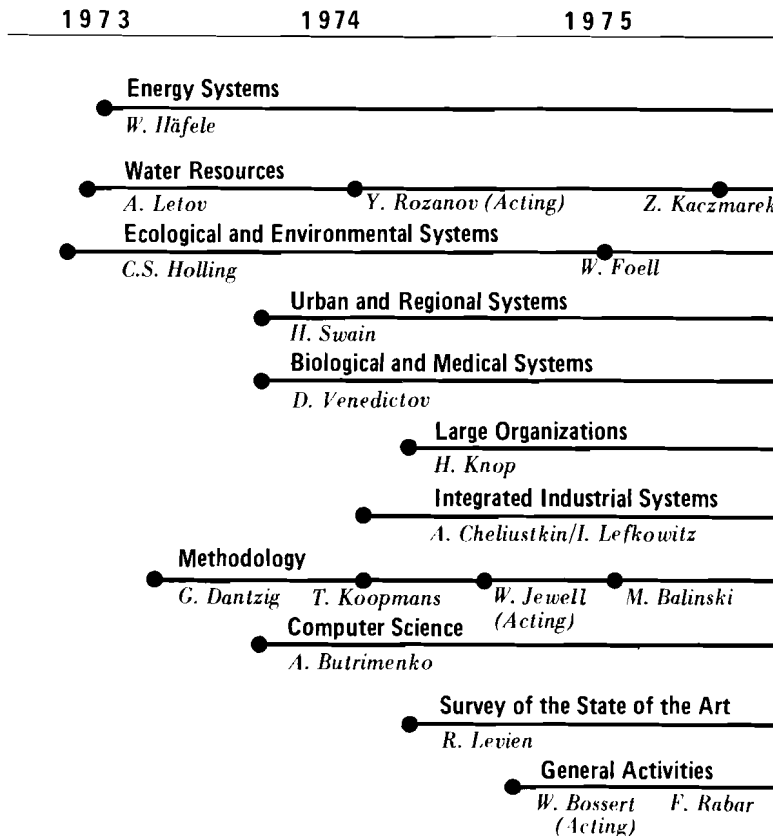 1973 1974 1975
Energy Systems
W. Häfele
Water Resources
A. Letov Y. Rozanov (Acting) Z. Kaczmarek
Ecological and Environmental Systems
C.S. Holling W. Foell
Urban and Regional Systems
H. Swain
Biological and Medical Systems
D. Venedictov
Large Organizations
H. Knop
Integrated Industrial Systems
A. Cheliustkin/I. Lefkowitz
Methodology
G. Dantzig T. Koopmans W. Jewell M. Balinski
(Acting)
Computer Science
A. Butrimenko
Survey of the State of the Art
R. Levien
General Activities
W. Bossert F. Rabar
(Acting)